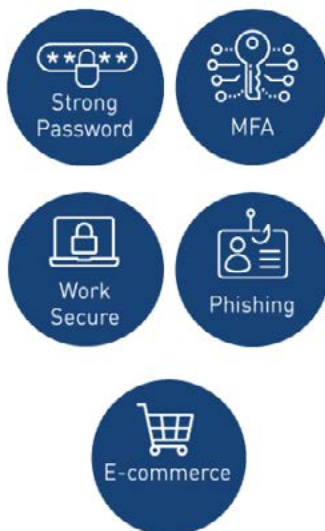 ****
Strong
Password
MFA
Work
Secure
Phishing
E-commerce